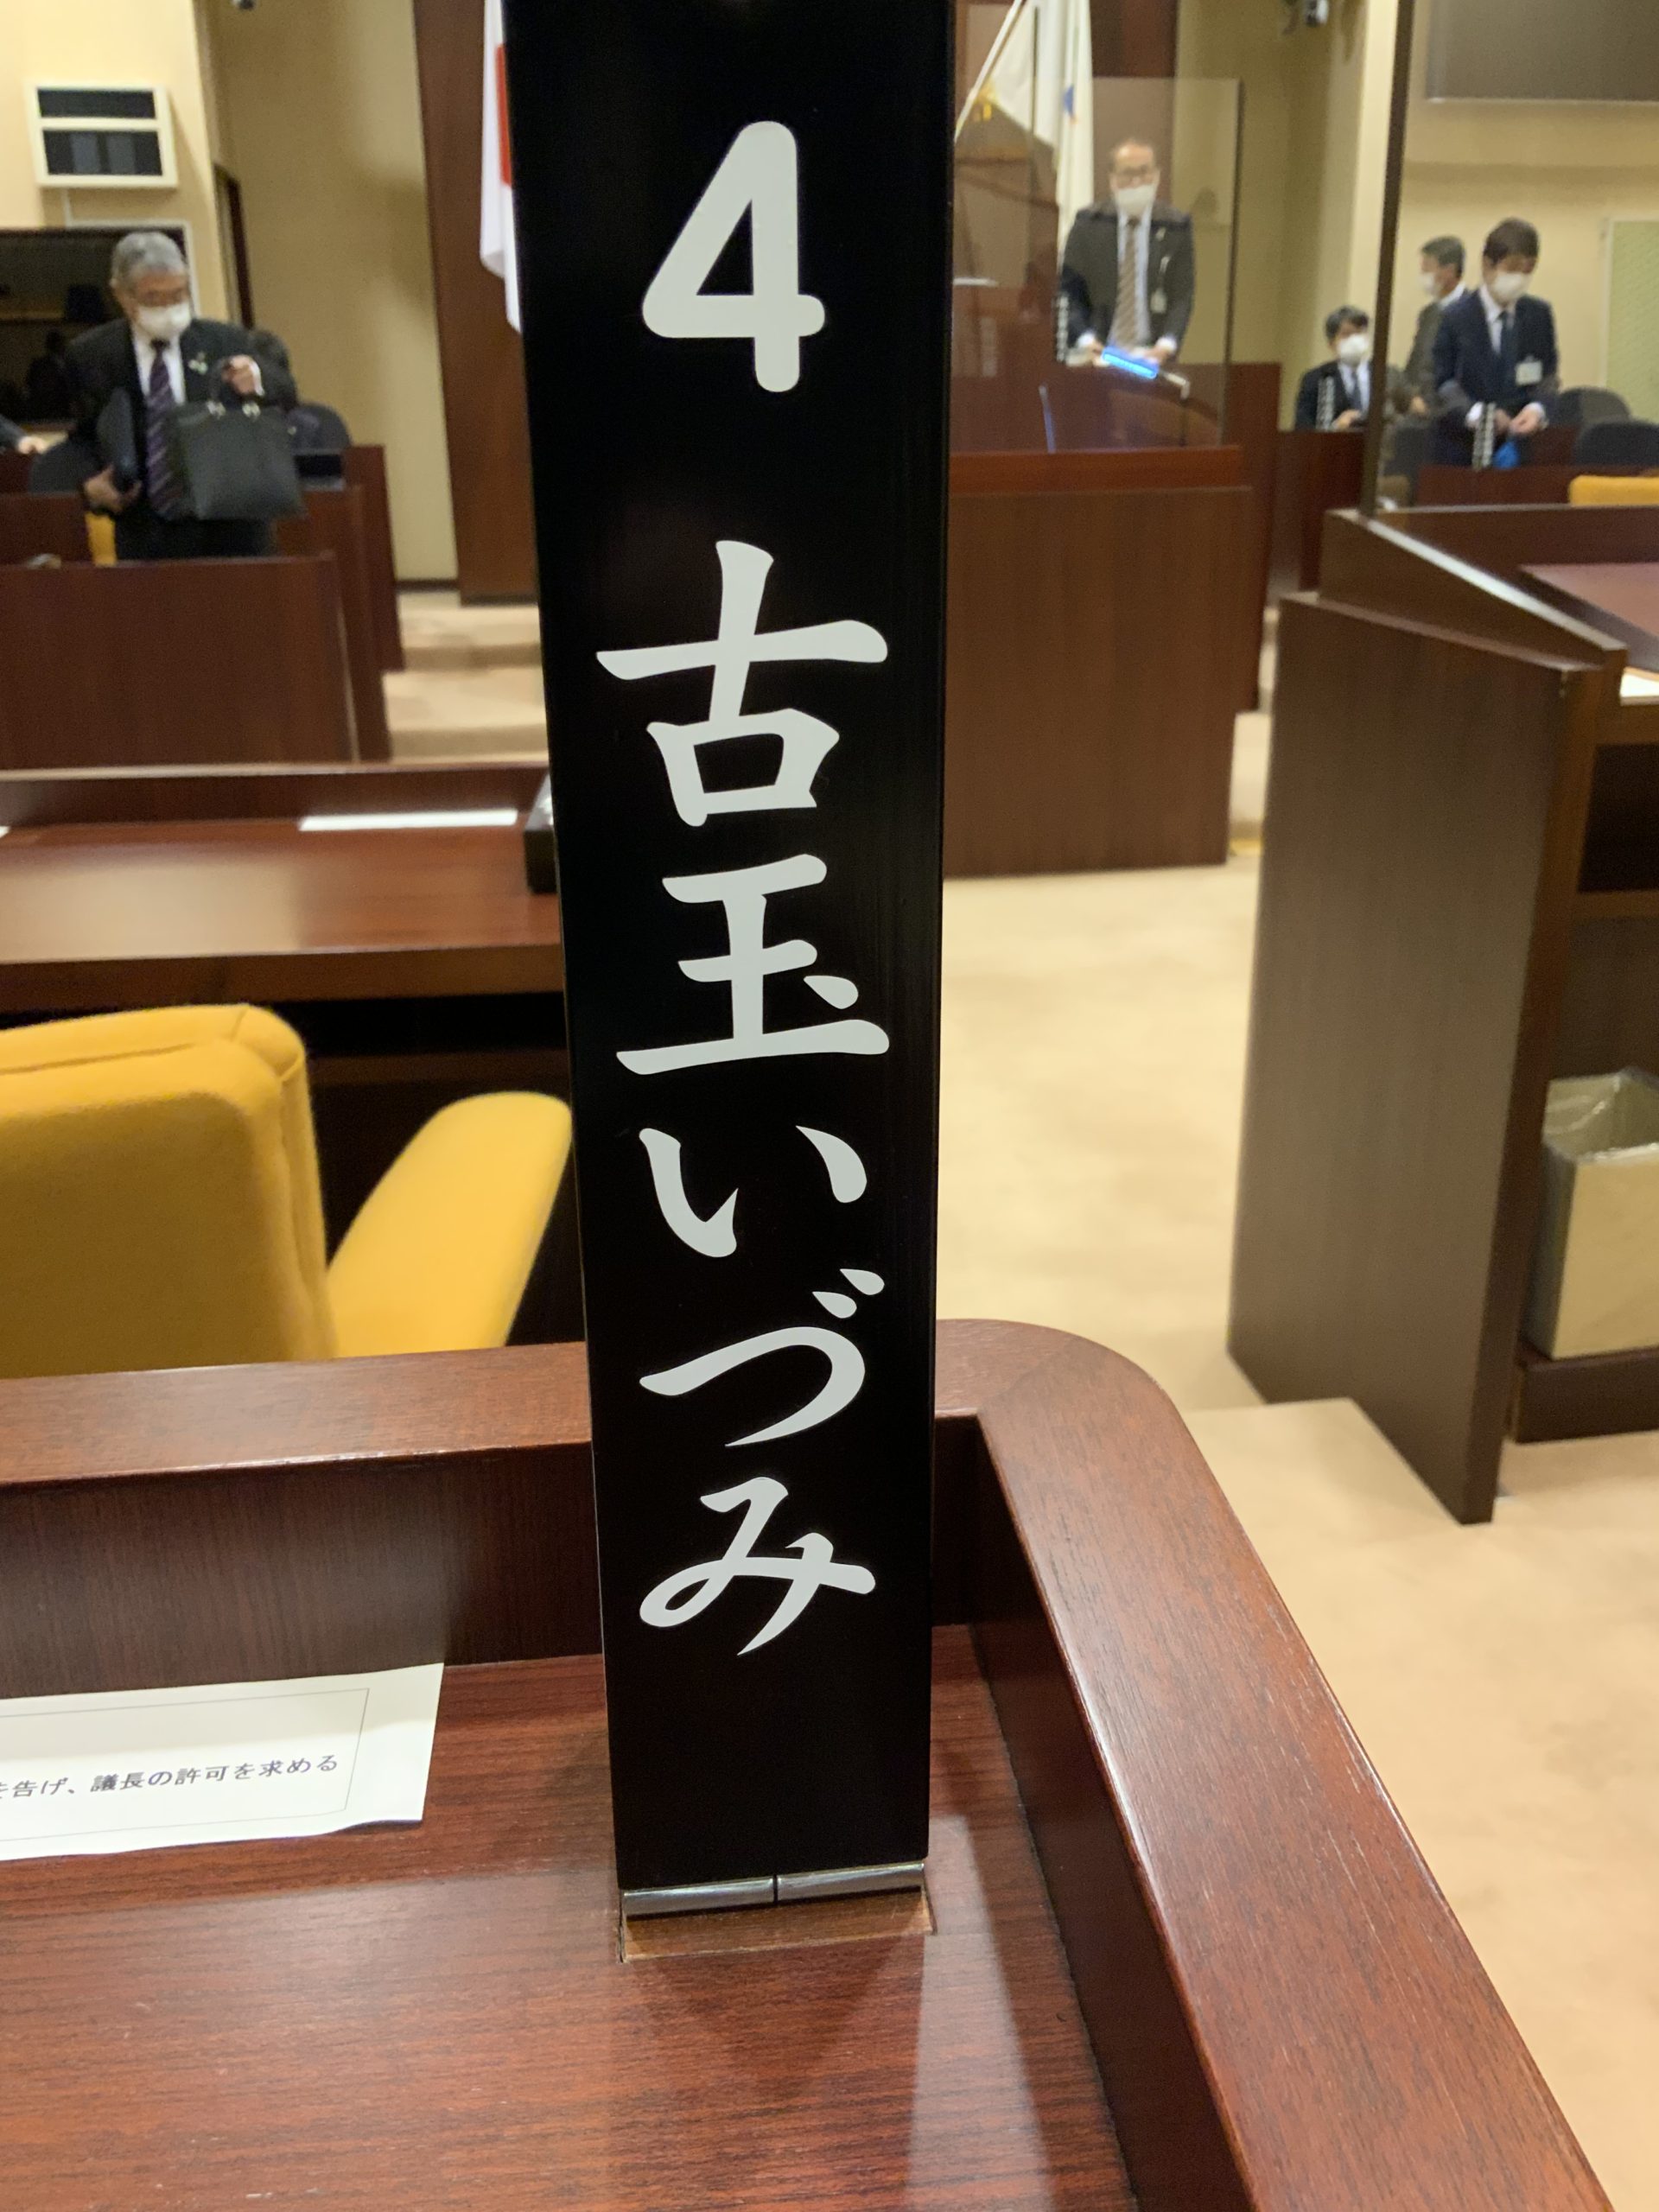 4
古玉いづみ
を告げ、議長の許可を求める